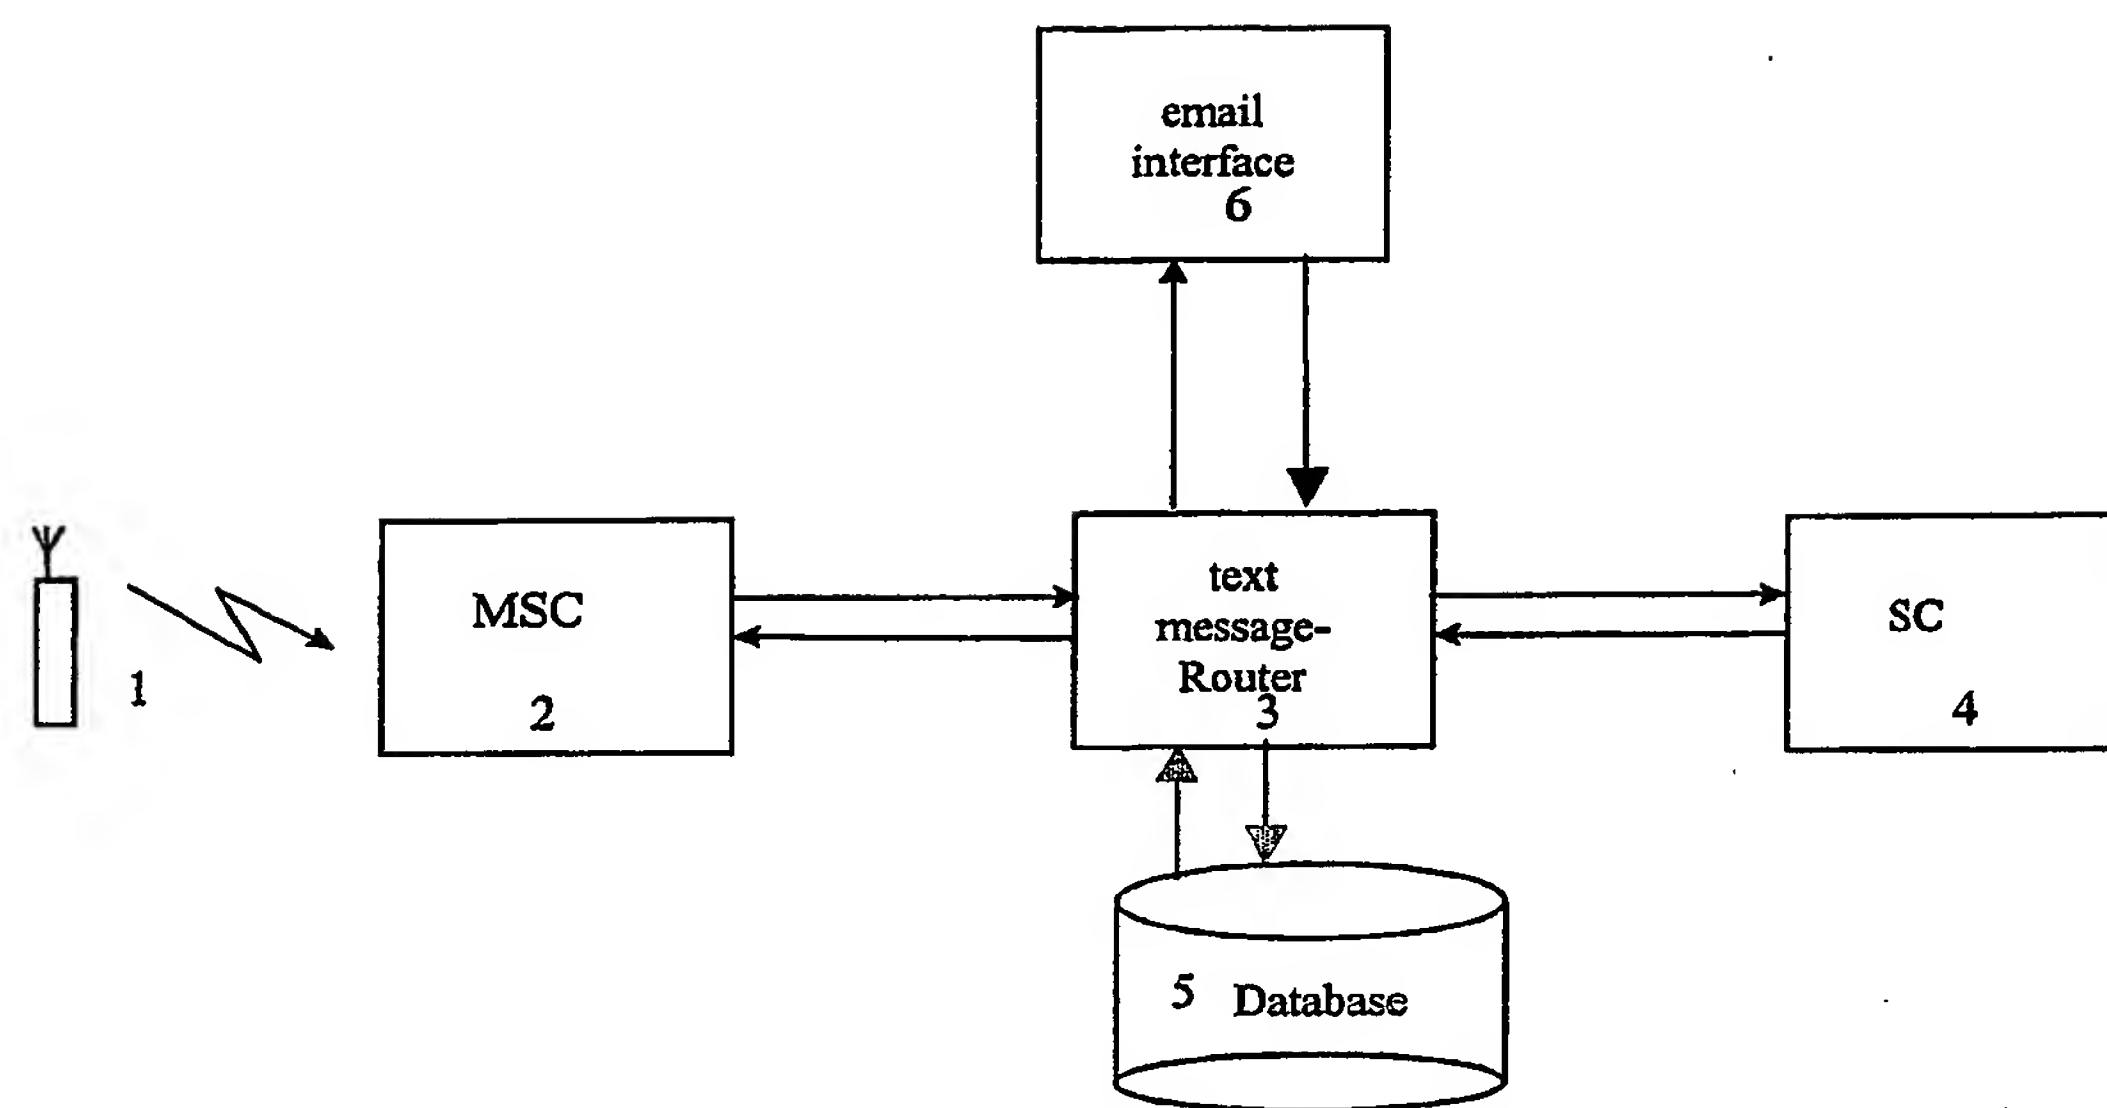 email
interface
6
MSC
2
text
message-
Router
3
SC
4
1
5 Database